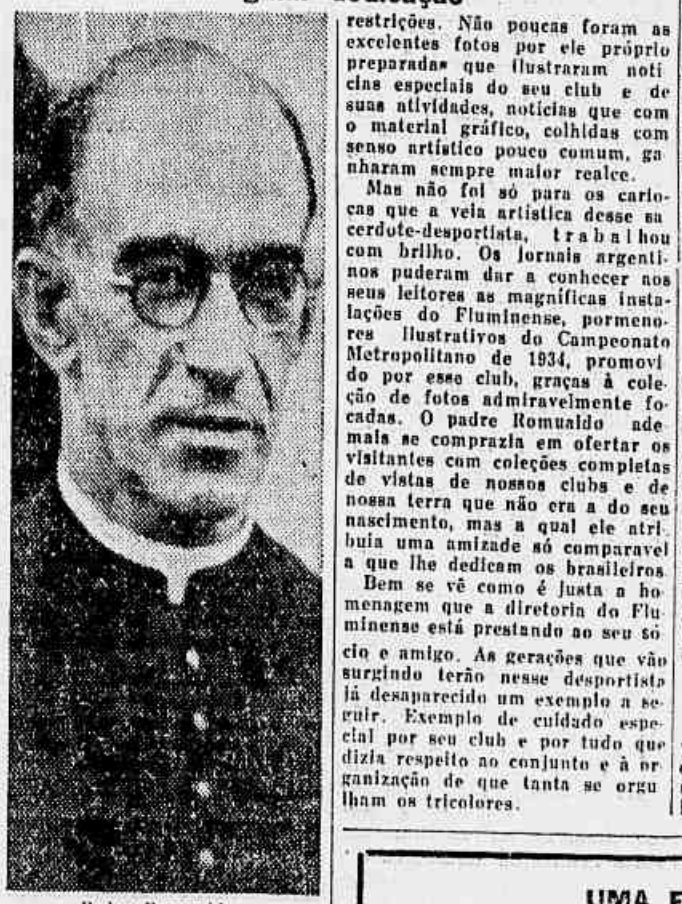 restrições. Não poucas foram as
excelentes fotos por ele próprio
preparadas que ilustraram noti
cias especiais do seu club e de
suas atividades, noticias que com
o material gráfico, colhidas com
senso artístico pouco comum, ga
nharam sempre maior realce.
Mas não foi só para os cario-
cas que a veia artistica desse sa
cerdote-desportista, trabalhou
com brilho. Os jornais argenti-
nos puderam dar a conhecer aos
seus leitores as magníficas insta-
lações do Fluminense, pormeno-
res ilustrativos do Campeonato
Metropolitano de 1934, promovi
do por esse club, graças à cole-
ção de fotos admiravelmente fo-
cadas. O padre Romualdo ade
mais se comprazia em ofertar os
visitantes com coleções completas
de vistas de nossos clubs e de
nossa terra que não era a do seu
nascimento, mas a qual ele atri
buia uma amizade só comparavel
a que lhe dedicam os brasileiros
Bem se vê como é justa a ho
menagem que a diretoria do Flu
minense está prestando ao seu só
cio e amigo. As gerações que vão
surgindo terão nesse desportista
já desaparecido um exemplo a se-
guir. Exemplo de cuidado espe-
cial por seu club e por tudo que
dizia respeito ao conjunto e à or
ganização de que tanta se orgu
lham os tricolores.
UMA